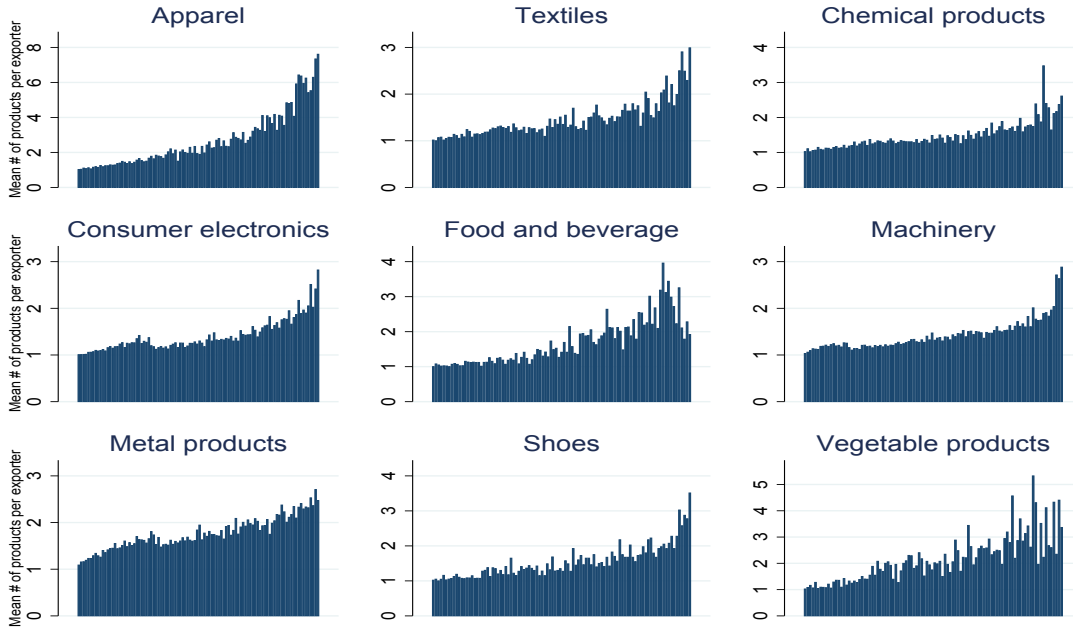 Apparel
Textiles
Chemical products
Mean # of products per exporter
0 2 4 6 8
0 1 2 3
0 1 2 3 4
Consumer electronics
Food and beverage
Machinery
Mean # of products per exporter
0 1 2 3
0 1 2 3 4
0 1 2 3
Metal products
Shoes
Vegetable products
Mean # of products per exporter
0 1 2 3
0 1 2 3 4
0 1 2 3 4 5